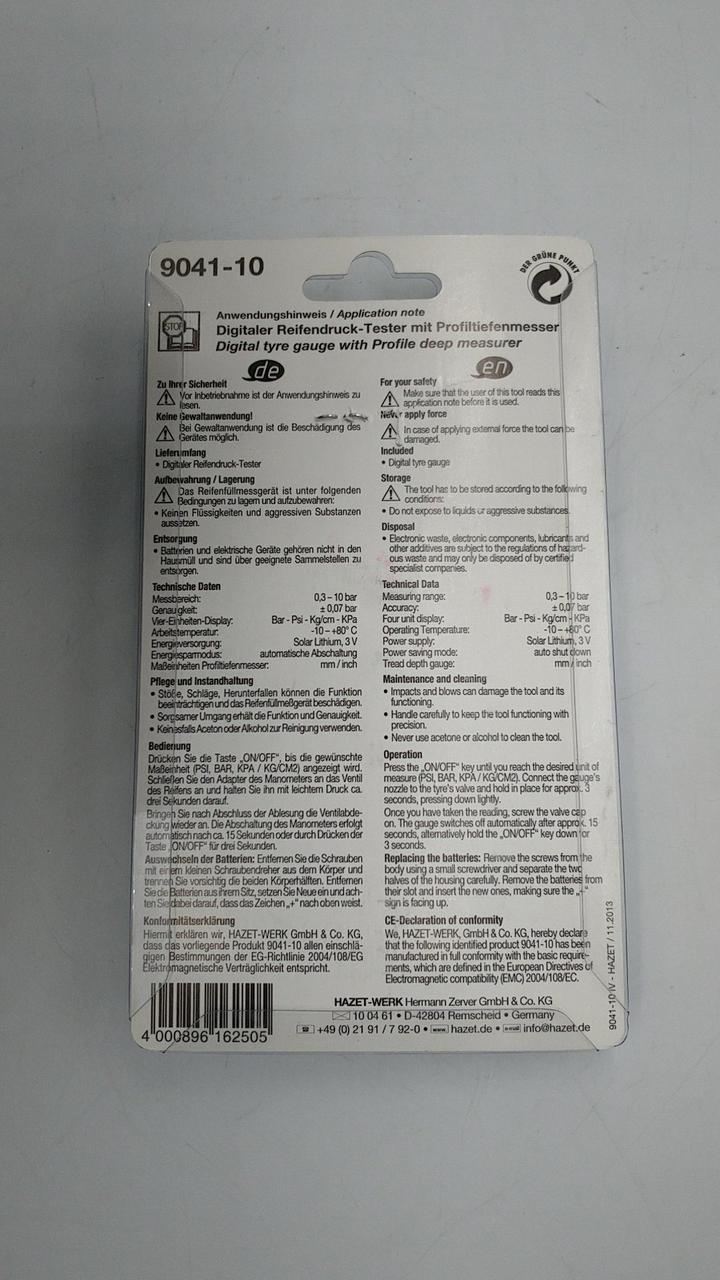 9041-10
DER GRÜNE PUNKT
STOP
Anwendungshinweis / Application note
Digitaler Reifendruck-Tester mit Profiltiefenmesser
Digital tyre gauge with Profile deep measurer
de
Zu Ihrer Sicherheit
Vor Inbetriebnahme ist der Anwendungshinweis zu
lesen.
Keine Gewaltanwendung!
Bei Gewaltanwendung ist die Beschädigung des
Gerätes möglich.
Lieferumfang
• Digitaler Reifendruck-Tester
Aufbewahrung / Lagerung
Das Reifenfüllmessgerät ist unter folgenden
Bedingungen zu lagern und aufzubewahren:
• Keinen Flüssigkeiten und aggressiven Substanzen
aussetzen.
Entsorgung
• Batterien und elektrische Geräte gehören nicht in den
Hausmüll und sind über geeignete Sammelstellen zu
entsorgen.
Technische Daten
Messbereich: 0,3 – 10 bar
Genauigkeit: ± 0,07 bar
Vier-Einheiten-Display: Bar - Psi - Kg/cm - KPa
Arbeitstemperatur: -10 – +80° C
Energieversorgung: Solar Lithium, 3 V
Energiesparmodus: automatische Abschaltung
Maßeinheiten Profiltiefenmesser: mm / inch
Pflege und Instandhaltung
• Stöße, Schläge, Herunterfallen können die Funktion
beeinträchtigen und das Reifenfüllmeßgerät beschädigen.
• Sorgsamer Umgang erhält die Funktion und Genauigkeit.
• Keinesfalls Aceton oder Alkohol zur Reinigung verwenden.
Bedienung
Drücken Sie die Taste „ON/OFF", bis die gewünschte
Maßeinheit (PSI, BAR, KPA / KG/CM2) angezeigt wird.
Schließen Sie den Adapter des Manometers an das Ventil
des Reifens an und halten Sie ihn mit leichtem Druck ca.
drei Sekunden darauf.
Bringen Sie nach Abschluss der Ablesung die Ventilabde-
ckung wieder an. Die Abschaltung des Manometers erfolgt
automatisch nach ca. 15 Sekunden oder durch Drücken der
Taste „ON/OFF" für drei Sekunden.
Auswechseln der Batterien: Entfernen Sie die Schrauben
mit einem kleinen Schraubendreher aus dem Körper und
trennen Sie vorsichtig die beiden Körperhälften. Entfernen
Sie die Batterien aus ihrem Sitz, setzen Sie Neue ein und ach-
ten Sie dabei darauf, dass das Zeichen „+" nach oben weist.
Konformitätserklärung
Hiermit erklären wir, HAZET-WERK GmbH & Co. KG,
dass das vorliegende Produkt 9041-10 allen einschlä-
gigen Bestimmungen der EG-Richtlinie 2004/108/EG
Elektromagnetische Verträglichkeit entspricht.
en
For your safety
Make sure that the user of this tool reads this
application note before it is used.
Never apply force
In case of applying external force the tool can be
damaged.
Included
• Digital tyre gauge
Storage
The tool has to be stored according to the following
conditions:
• Do not expose to liquids or aggressive substances.
Disposal
• Electronic waste, electronic components, lubricants and
other additives are subject to the regulations of hazard-
ous waste and may only be disposed of by certified
specialist companies.
Technical Data
Measuring range: 0,3 – 10 bar
Accuracy: ± 0,07 bar
Four unit display: Bar - Psi - Kg/cm - KPa
Operating Temperature: -10 – +80° C
Power supply: Solar Lithium, 3 V
Power saving mode: auto shut down
Tread depth gauge: mm / inch
Maintenance and cleaning
• Impacts and blows can damage the tool and its
functioning.
• Handle carefully to keep the tool functioning with
precision.
• Never use acetone or alcohol to clean the tool.
Operation
Press the „ON/OFF" key until you reach the desired unit of
measure (PSI, BAR, KPA / KG/CM2). Connect the gauge's
nozzle to the tyre's valve and hold in place for approx. 3
seconds, pressing down lightly.
Once you have taken the reading, screw the valve cap
on. The gauge switches off automatically after approx. 15
seconds, alternatively hold the „ON/OFF" key down for
3 seconds.
Replacing the batteries: Remove the screws from the
body using a small screwdriver and separate the two
halves of the housing carefully. Remove the batteries from
their slot and insert the new ones, making sure the „+"
sign is facing up.
CE-Declaration of conformity
We, HAZET-WERK, GmbH & Co. KG, hereby declare
that the following identified product 9041-10 has been
manufactured in full conformity with the basic require-
ments, which are defined in the European Directives of
Electromagnetic compatibility (EMC) 2004/108/EC.
9041-10 IV - HAZET / 11.2013
4 000896 162505
HAZET-WERK Hermann Zerver GmbH & Co. KG
10 04 61 • D-42804 Remscheid • Germany
+49 (0) 21 91 / 7 92-0 • www hazet.de • e-mail info@hazet.de